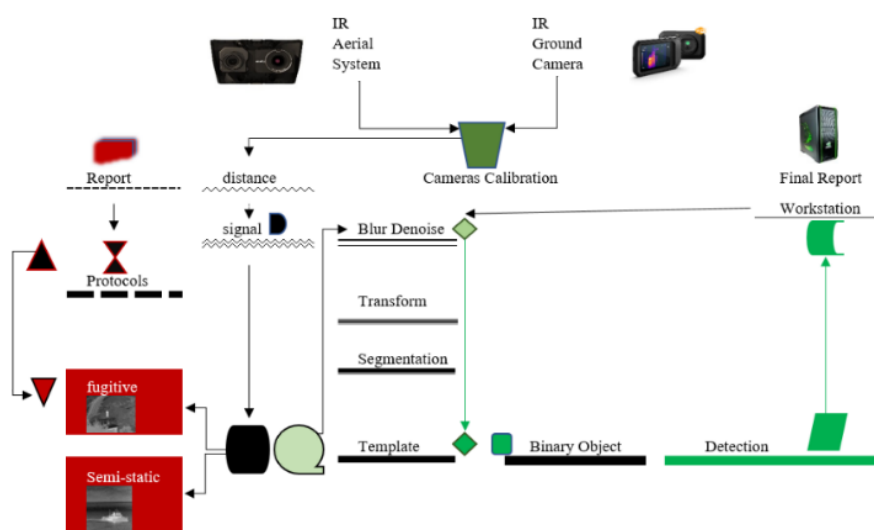 IR
Aerial
System
IR
Ground
Camera
Report
distance
Cameras Calibration
Final Report
Workstation
signal
Blur Denoise
Protocols
Transform
Segmentation
fugitive
Template
Binary Object
Detection
Semi-static